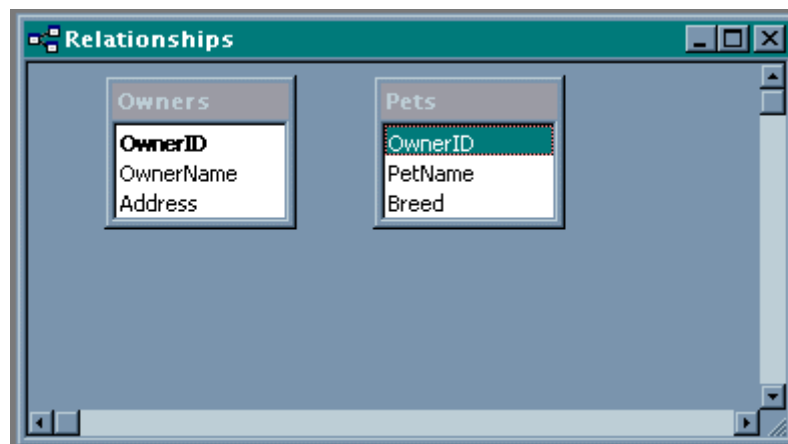 Relationships
Owners
OwnerID
OwnerName
Address
Pets
OwnerID
PetName
Breed